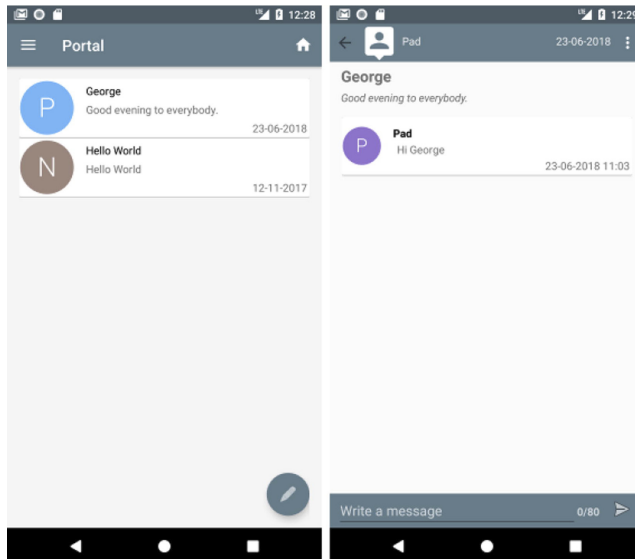 12:28
Portal
P
George
Good evening to everybody.
23-06-2018
N
Hello World
Hello World
12-11-2017
12:29
Pad
23-06-2018
George
Good evening to everybody.
P
Pad
Hi George
23-06-2018 11:03
Write a message
0/80